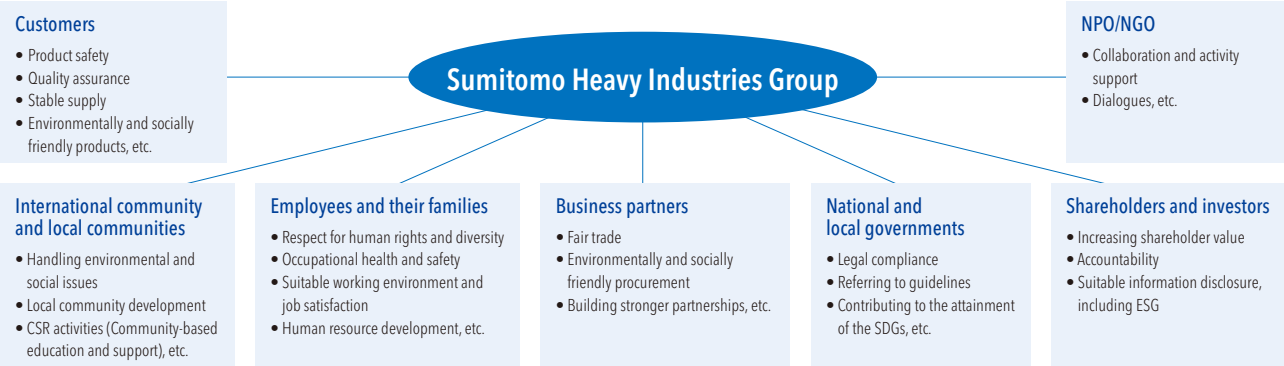 Customers
• Product safety
• Quality assurance
• Stable supply
• Environmentally and socially
friendly products, etc.
Sumitomo Heavy Industries Group
NPO/NGO
• Collaboration and activity
support
• Dialogues, etc.
International community
and local communities
• Handling environmental and
social issues
• Local community development
• CSR activities (Community-based
education and support), etc.
Employees and their families
• Respect for human rights and diversity
• Occupational health and safety
• Suitable working environment and
job satisfaction
• Human resource development, etc.
Business partners
• Fair trade
• Environmentally and socially
friendly procurement
• Building stronger partnerships, etc.
National and
local governments
• Legal compliance
• Referring to guidelines
• Contributing to the attainment
of the SDGs, etc.
Shareholders and investors
• Increasing shareholder value
• Accountability
• Suitable information disclosure,
including ESG